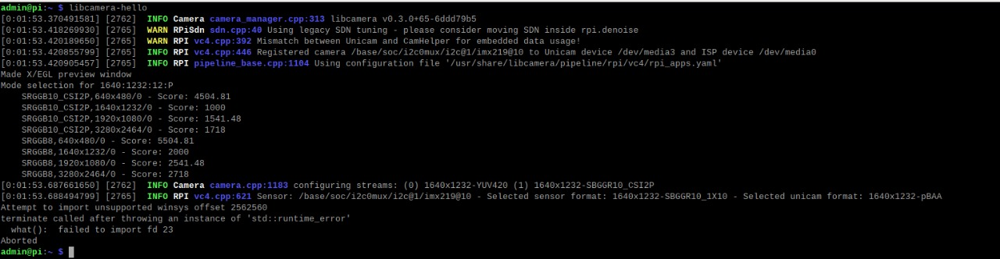 admin@pi:~ $ libcamera-hello
[0:01:53.370491581] [2762]  INFO Camera camera_manager.cpp:313 libcamera v0.3.0+65-6ddd79b5
[0:01:53.418269930] [2765]  WARN RPiSdn sdn.cpp:40 Using legacy SDN tuning - please consider moving SDN inside rpi.denoise
[0:01:53.420189650] [2765]  WARN RPI vc4.cpp:392 Mismatch between Unicam and CamHelper for embedded data usage!
[0:01:53.420855799] [2765]  INFO RPI vc4.cpp:446 Registered camera /base/soc/i2c0mux/i2c@1/imx219@10 to Unicam device /dev/media3 and ISP device /dev/media0
[0:01:53.420905457] [2765]  INFO RPI pipeline_base.cpp:1104 Using configuration file '/usr/share/libcamera/pipeline/rpi/vc4/rpi_apps.yaml'
Made X/EGL preview window
Mode selection for 1640:1232:12:P
    SRGGB10_CSI2P,640x480/0 - Score: 4504.81
    SRGGB10_CSI2P,1640x1232/0 - Score: 1000
    SRGGB10_CSI2P,1920x1080/0 - Score: 1541.48
    SRGGB10_CSI2P,3280x2464/0 - Score: 1718
    SRGGB8,640x480/0 - Score: 5504.81
    SRGGB8,1640x1232/0 - Score: 2000
    SRGGB8,1920x1080/0 - Score: 2541.48
    SRGGB8,3280x2464/0 - Score: 2718
[0:01:53.687661650] [2762]  INFO Camera camera.cpp:1183 configuring streams: (0) 1640x1232-YUV420 (1) 1640x1232-SBGGR10_CSI2P
[0:01:53.688494799] [2765]  INFO RPI vc4.cpp:621 Sensor: /base/soc/i2c0mux/i2c@1/imx219@10 - Selected sensor format: 1640x1232-SBGGR10_1X10 - Selected unicam format: 1640x1232-pBAA
Attempt to import unsupported winsys offset 2562560
terminate called after throwing an instance of 'std::runtime_error'
  what():  failed to import fd 23
Aborted
admin@pi:~ $